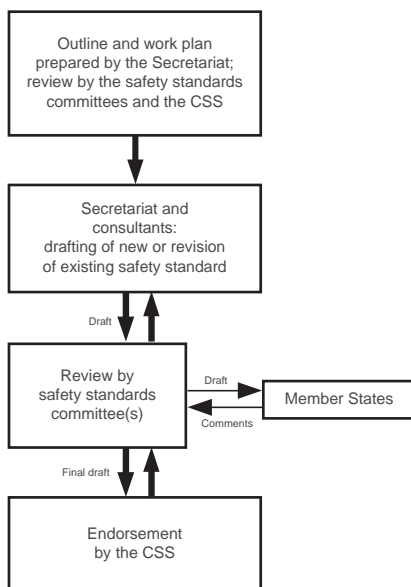 Outline and work plan
prepared by the Secretariat;
review by the safety standards
committees and the CSS
Secretariat and
consultants:
drafting of new or revision
of existing safety standard
Draft
Review by
safety standards
committee(s)
Draft
Member States
Comments
Final draft
Endorsement
by the CSS